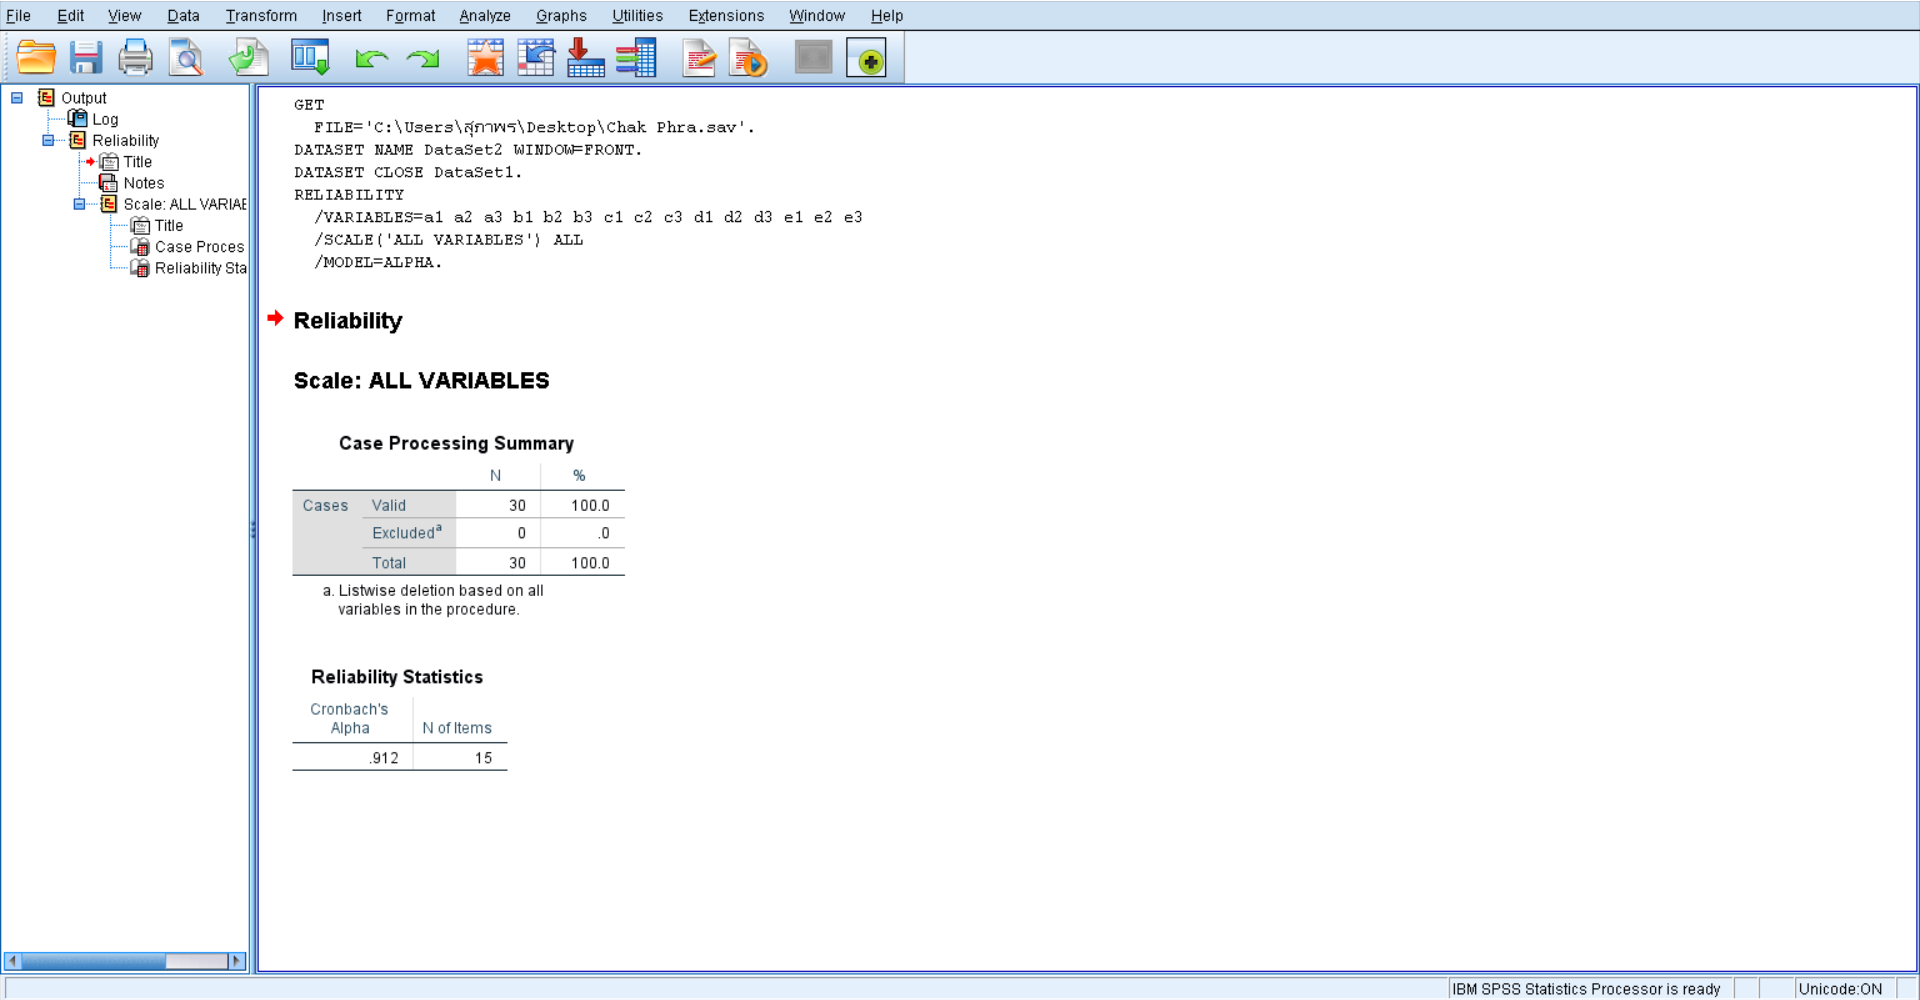 File Edit View Data Transform Insert Format Analyze Graphs Utilities Extensions Window Help
Output
Log
Reliability
Title
Notes
Scale: ALL VARIAE
Title
Case Proces
Reliability Sta
GET
FILE='C:\Users\สุภาพร\Desktop\Chak Phra.sav'.
DATASET NAME DataSet2 WINDOW=FRONT.
DATASET CLOSE DataSet1.
RELIABILITY
/VARIABLES=a1 a2 a3 b1 b2 b3 c1 c2 c3 d1 d2 d3 e1 e2 e3
/SCALE('ALL VARIABLES') ALL
/MODEL=ALPHA.
Reliability
Scale: ALL VARIABLES
Case Processing Summary
N %
Cases Valid 30 100.0
Excludedᵃ 0 .0
Total 30 100.0
a. Listwise deletion based on all
variables in the procedure.
Reliability Statistics
Cronbach's
Alpha N of Items
.912 15
IBM SPSS Statistics Processor is ready Unicode:ON